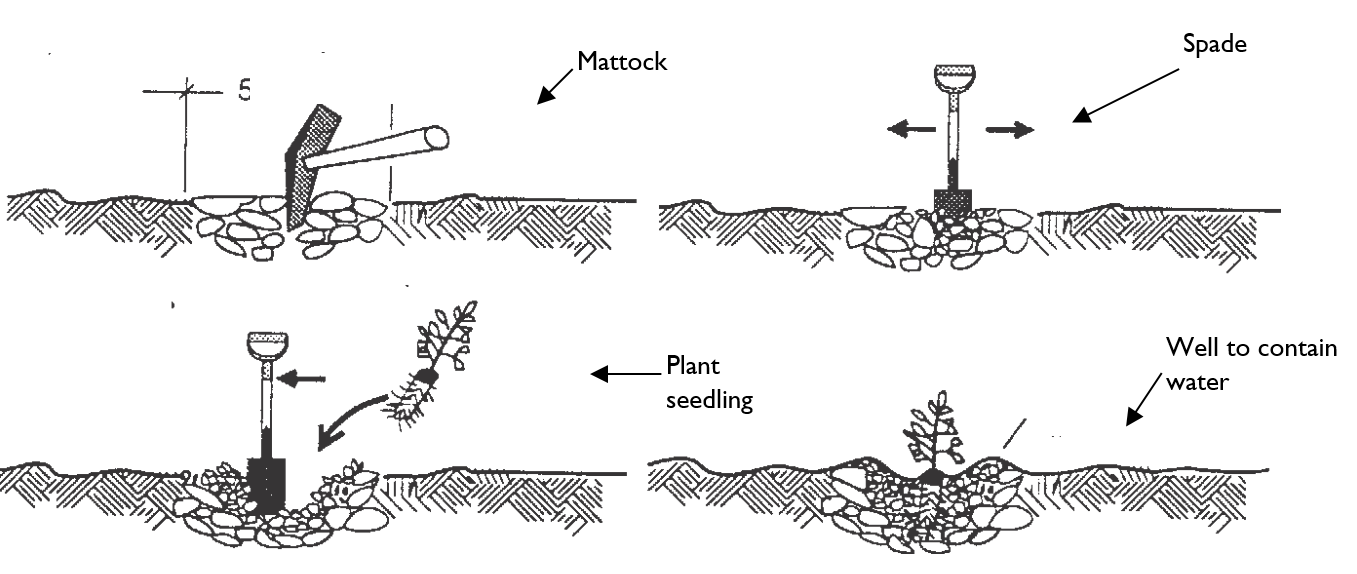 Mattock
Spade
5
Plant
seedling
Well to contain
water